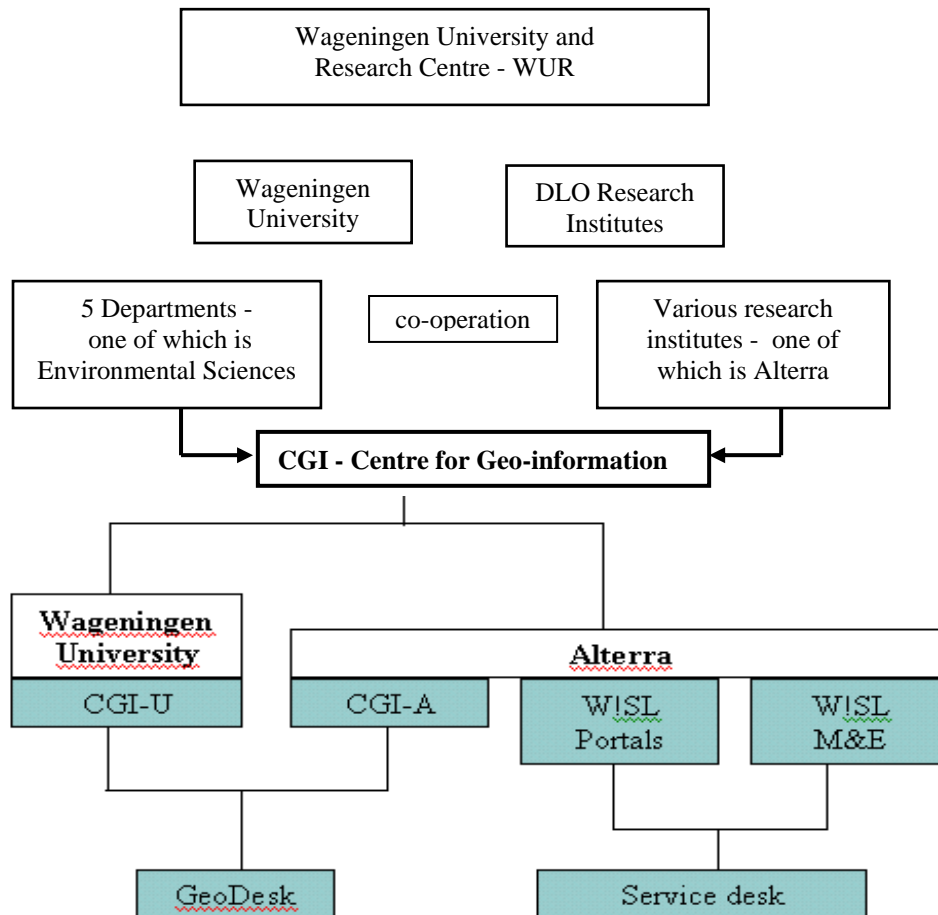 Wageningen University and
Research Centre - WUR
Wageningen
University
DLO Research
Institutes
5 Departments -
one of which is
Environmental Sciences
co-operation
Various research
institutes - one of
which is Alterra
CGI - Centre for Geo-information
Wageningen
University
Alterra
CGI-U
CGI-A
W!SL
Portals
W!SL
M&E
GeoDesk
Service desk